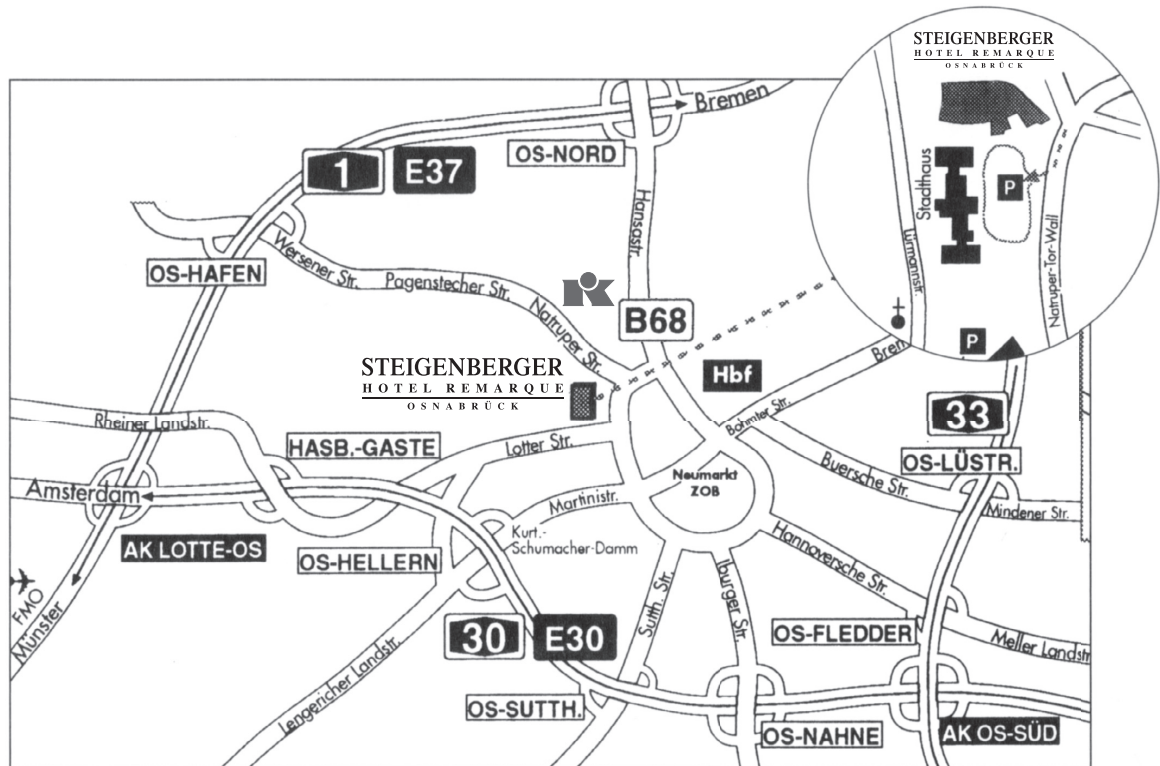 STEIGENBERGER
HOTEL REMARQUE
OSNABRÜCK
Stadthaus
P
Lürmannstr.
Natruper-Tor-Wall
P
Bremen
OS-NORD
1
E37
Hansastr.
OS-HAFEN
Wersener Str.
Pagenstecher Str.
Natruper Str.
B68
STEIGENBERGER
HOTEL REMARQUE
OSNABRÜCK
Hbf
Brem
33
Rheiner Landstr.
HASB.-GASTE
Lotter Str.
Bohmter Str.
OS-LÜSTR.
Buersche Str.
Neumarkt
ZOB
Amsterdam
Martinistr.
Mindener Str.
AK LOTTE-OS
OS-HELLERN
Kurt.-
Schumacher-Damm
Hannoversche Str.
FMO
Münster
Sutth. Str.
Iburger Str.
30
E30
OS-FLEDDER
Meller Landstr
Lengericher Landstr.
OS-SUTTH.
OS-NAHNE
AK OS-SÜD